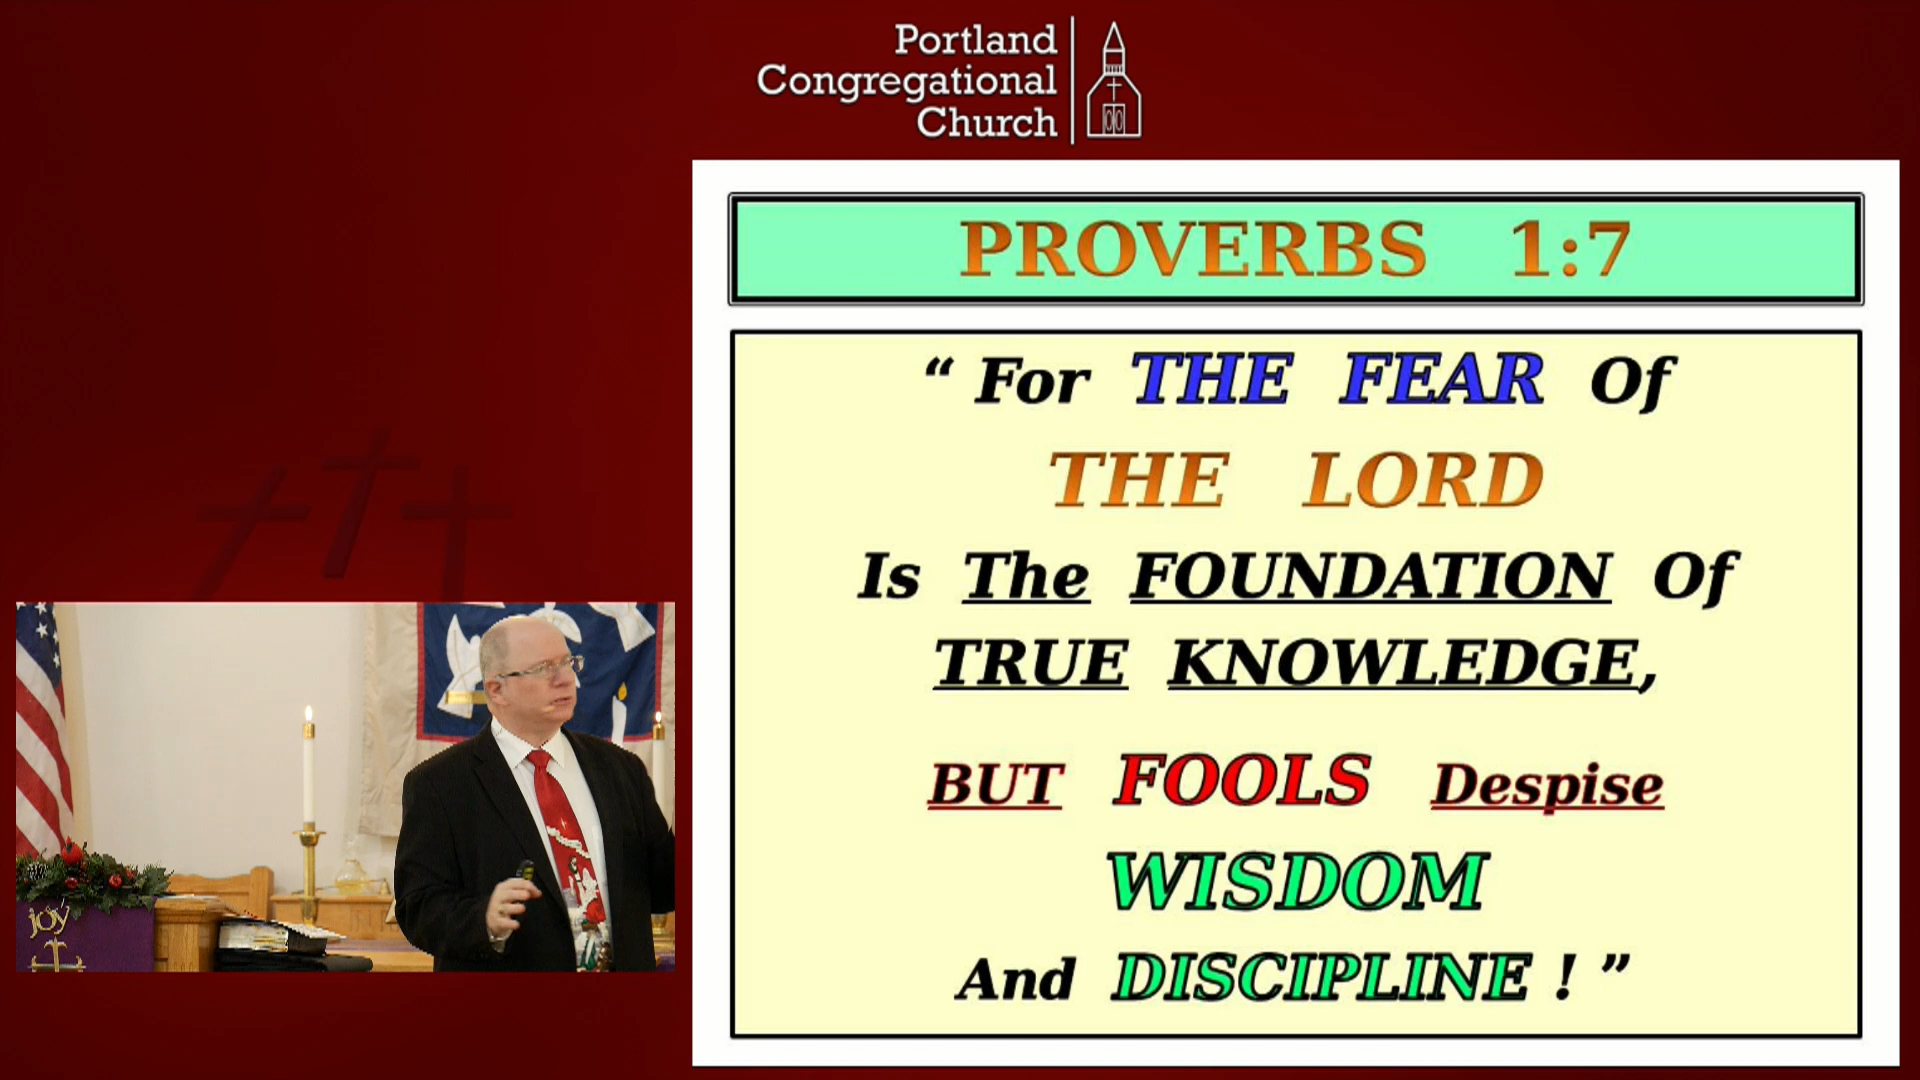 Portland
Congregational
Church
PROVERBS 1:7
“ For THE FEAR Of
THE LORD
Is The FOUNDATION Of
TRUE KNOWLEDGE,
BUT FOOLS Despise
WISDOM
And DISCIPLINE ! ”
joy